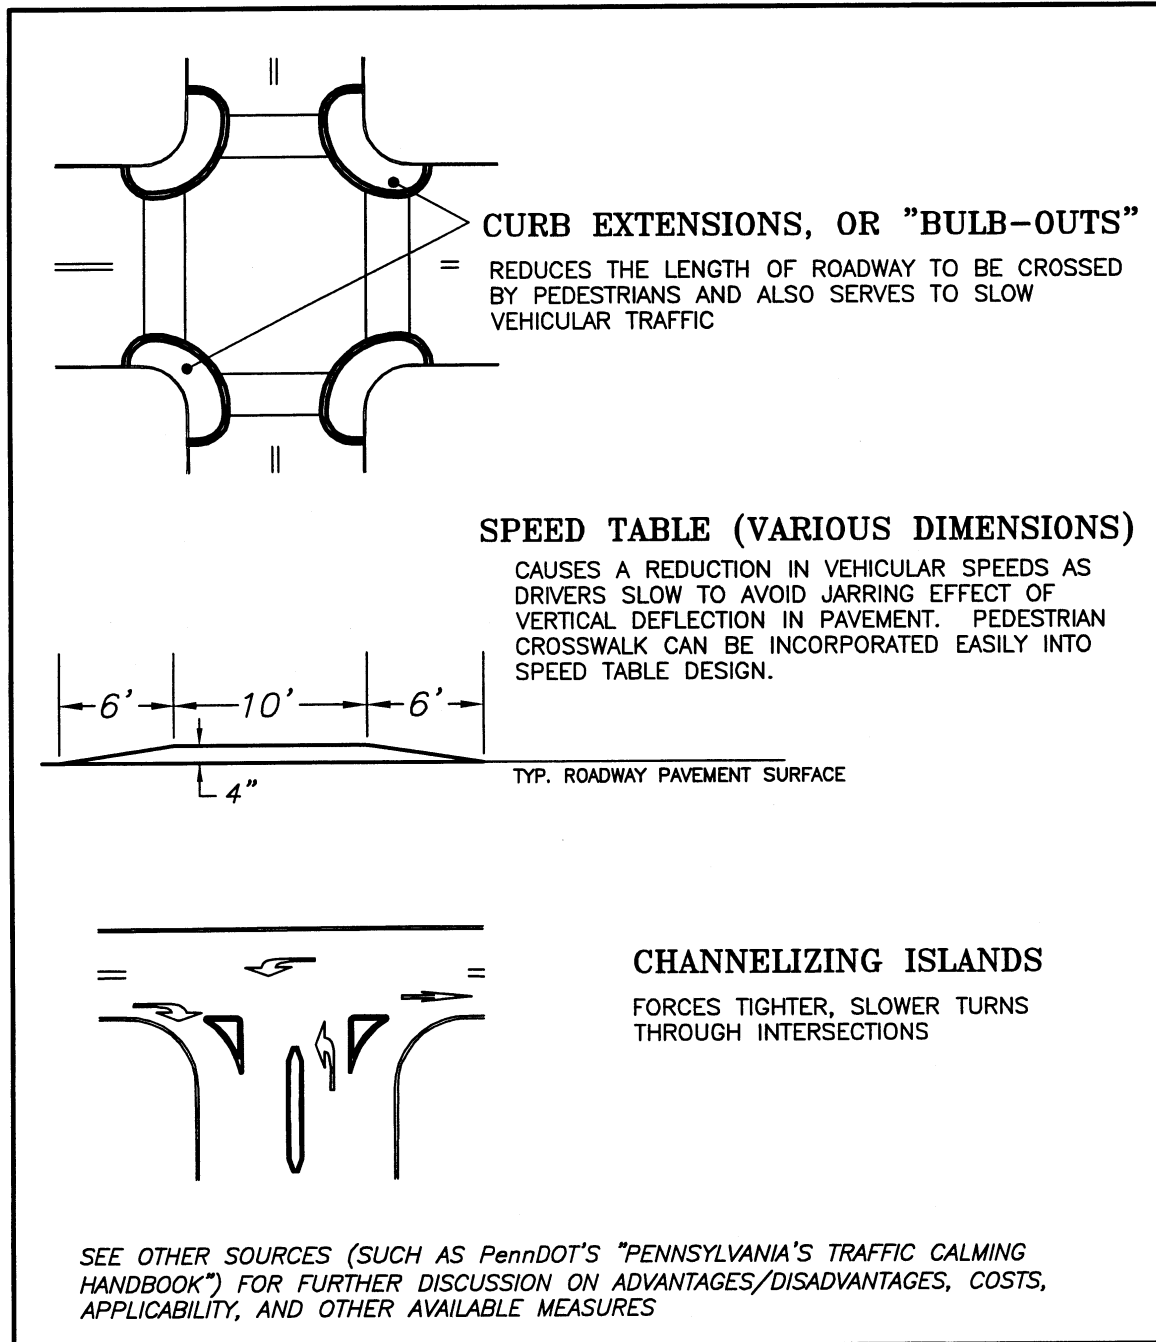 CURB EXTENSIONS, OR "BULB-OUTS"
REDUCES THE LENGTH OF ROADWAY TO BE CROSSED
BY PEDESTRIANS AND ALSO SERVES TO SLOW
VEHICULAR TRAFFIC
SPEED TABLE (VARIOUS DIMENSIONS)
CAUSES A REDUCTION IN VEHICULAR SPEEDS AS
DRIVERS SLOW TO AVOID JARRING EFFECT OF
VERTICAL DEFLECTION IN PAVEMENT. PEDESTRIAN
CROSSWALK CAN BE INCORPORATED EASILY INTO
SPEED TABLE DESIGN.
6' 10' 6'
TYP. ROADWAY PAVEMENT SURFACE
4"
CHANNELIZING ISLANDS
FORCES TIGHTER, SLOWER TURNS
THROUGH INTERSECTIONS
SEE OTHER SOURCES (SUCH AS PennDOT'S "PENNSYLVANIA'S TRAFFIC CALMING
HANDBOOK") FOR FURTHER DISCUSSION ON ADVANTAGES/DISADVANTAGES, COSTS,
APPLICABILITY, AND OTHER AVAILABLE MEASURES